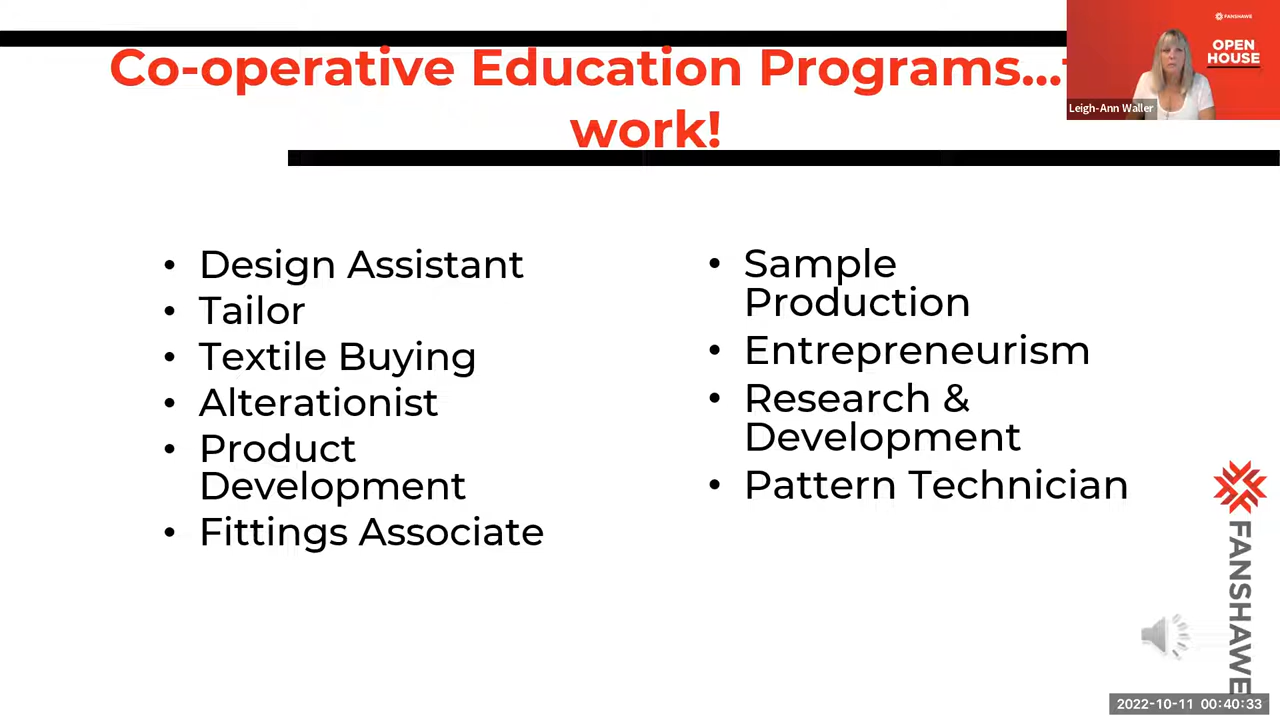 Co-operative Education Programs...
work!
FANSHAWE
OPEN
HOUSE
Leigh-Ann Waller
• Design Assistant
• Tailor
• Textile Buying
• Alterationist
• Product
Development
• Fittings Associate
• Sample
Production
• Entrepreneurism
• Research &
Development
• Pattern Technician
FANSHAWE
2022-10-11 00:40:33